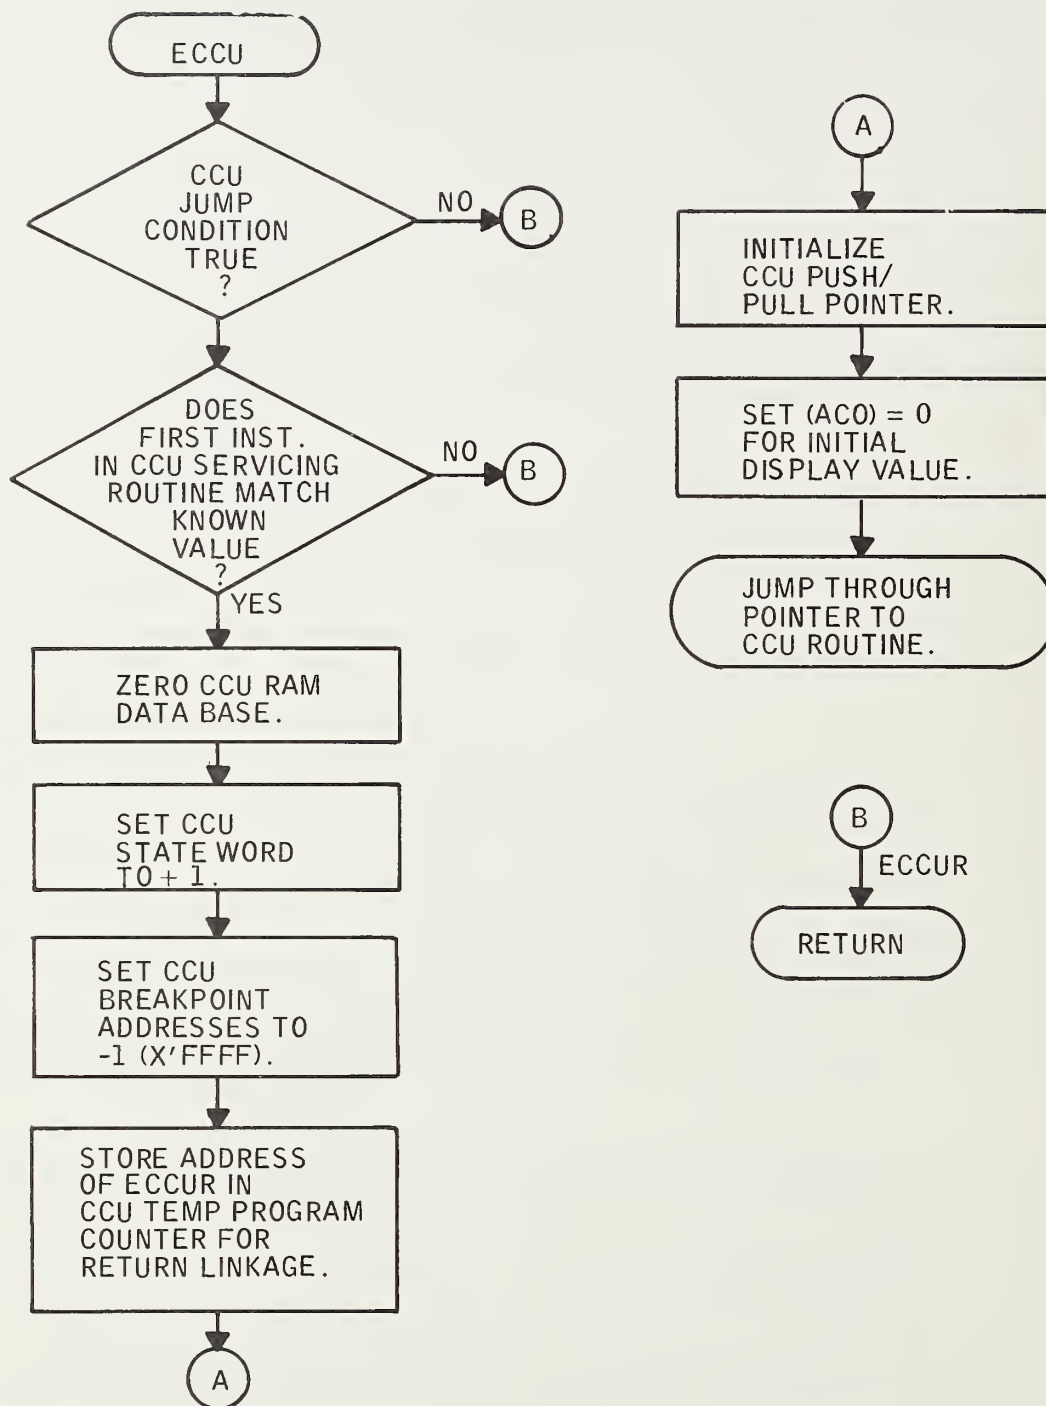 ECCU
CCU
JUMP
CONDITION
TRUE
?
NO
B
DOES
FIRST INST.
IN CCU SERVICING
ROUTINE MATCH
KNOWN
VALUE
?
NO
B
YES
ZERO CCU RAM
DATA BASE.
SET CCU
STATE WORD
TO + 1.
SET CCU
BREAKPOINT
ADDRESSES TO
-1 (X'FFFF).
STORE ADDRESS
OF ECCUR IN
CCU TEMP PROGRAM
COUNTER FOR
RETURN LINKAGE.
A
A
INITIALIZE
CCU PUSH/
PULL POINTER.
SET (ACO) = 0
FOR INITIAL
DISPLAY VALUE.
JUMP THROUGH
POINTER TO
CCU ROUTINE.
B
ECCUR
RETURN